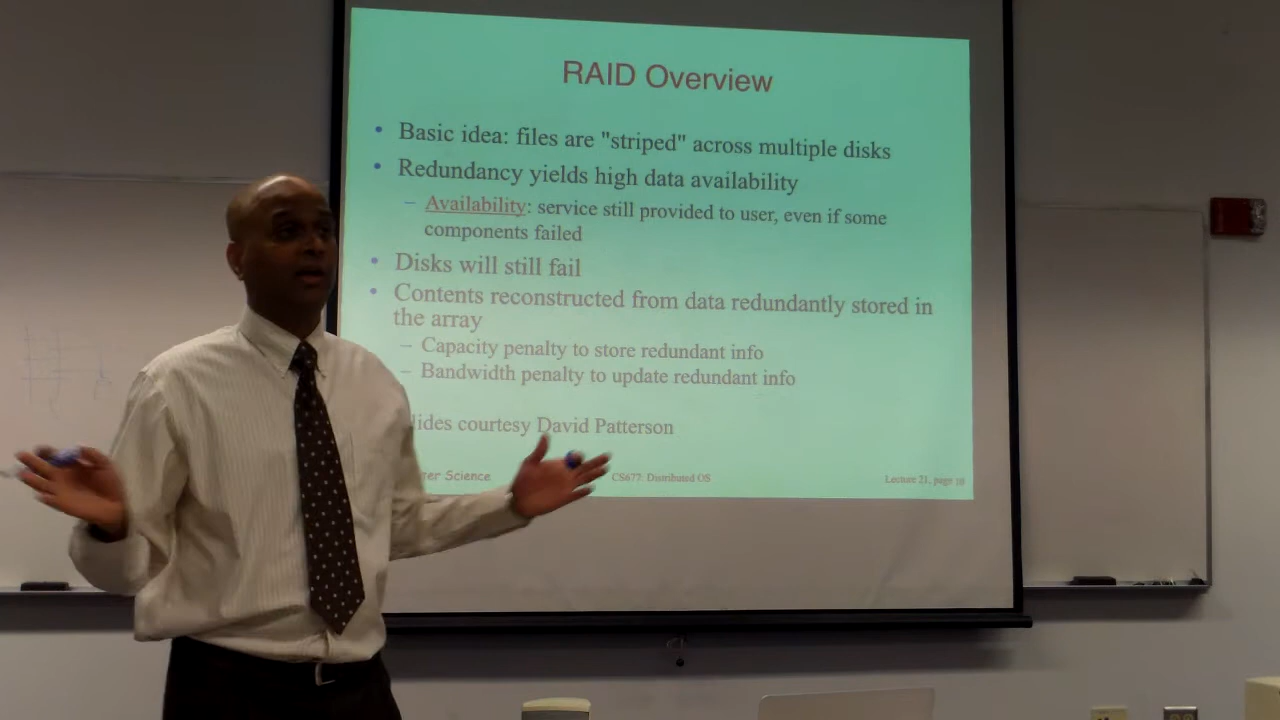 RAID Overview
• Basic idea: files are "striped" across multiple disks
• Redundancy yields high data availability
– Availability: service still provided to user, even if some
components failed
• Disks will still fail
• Contents reconstructed from data redundantly stored in
the array
– Capacity penalty to store redundant info
– Bandwidth penalty to update redundant info
courtesy David Patterson
Science CS677: Distributed OS Lecture 21, page